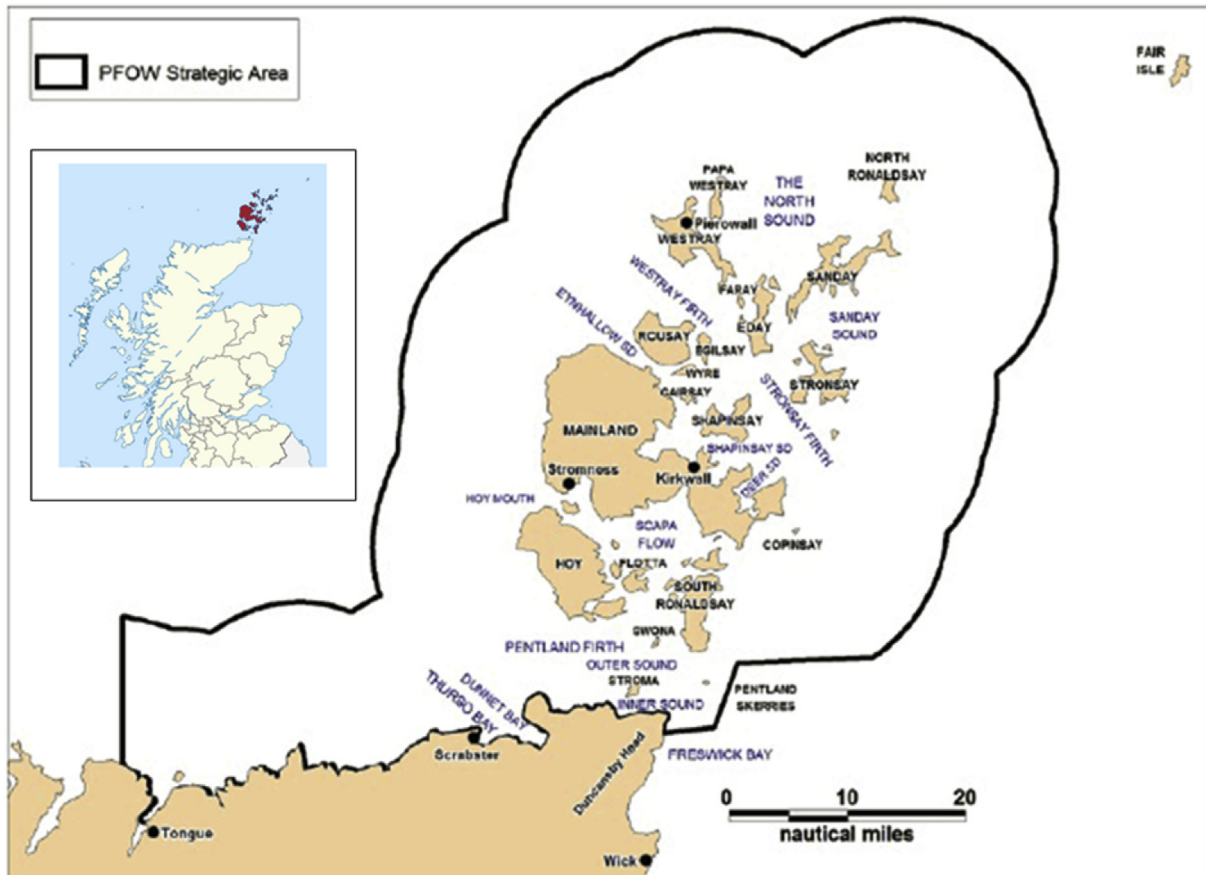 PFOW Strategic Area
FAIR
ISLE
PAPA
WESTRAY
THE
NORTH
SOUND
NORTH
RONALDSAY
Pierowall
WESTRAY
WESTRAY FIRTH
FARAY
SANDAY
EYNHALLOW SD
EDAY
SANDAY
SOUND
ROUSAY
EGILSAY
WYRE
GAIRSAY
STRONSAY
STRONSAY FIRTH
SHAPINSAY
MAINLAND
SHAPINSAY SD
Stromness
Kirkwall
DEER SD
HOY MOUTH
SCAPA
FLOW
COPINSAY
HOY
FLOTTA
SOUTH
RONALDSAY
SWONA
PENTLAND FIRTH
OUTER SOUND
STROMA
DUNNET BAY
THURSO BAY
INNER SOUND
PENTLAND
SKERRIES
Scrabster
Duncansby Head
FRESWICK BAY
0 10 20
nautical miles
Tongue
Wick